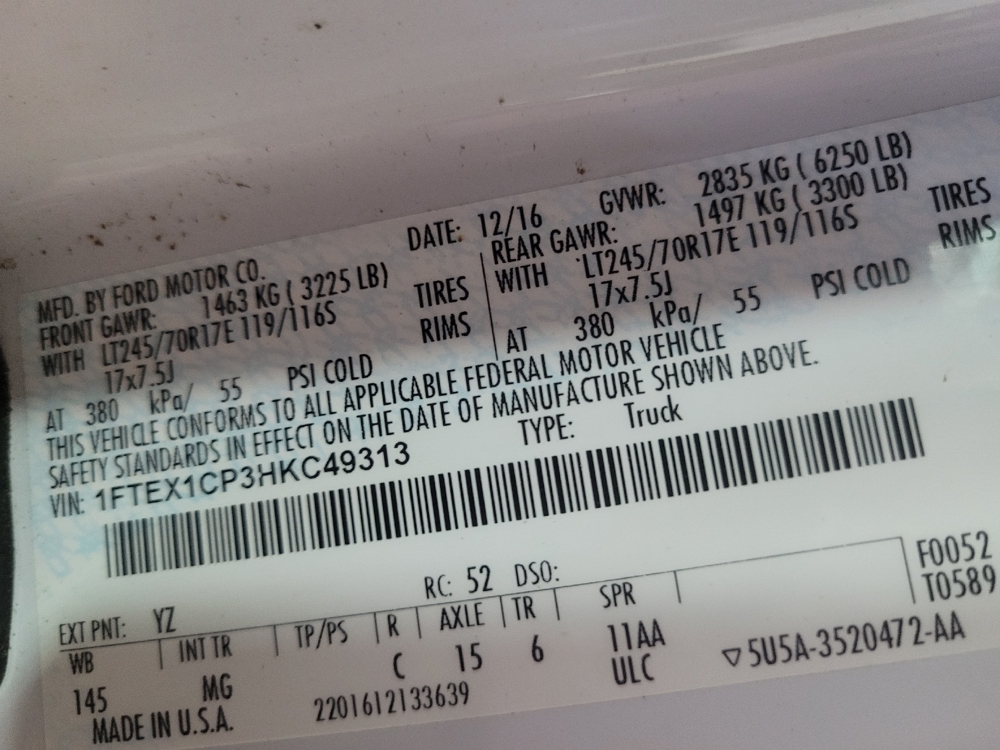 MFD. BY FORD MOTOR CO.
DATE: 12/16 GVWR: 2835 KG ( 6250 LB)
FRONT GAWR: 1463 KG ( 3225 LB)
WITH LT245/70R17E 119/116S TIRES
17x7.5J RIMS
AT 380 kPa/ 55 PSI COLD
REAR GAWR: 1497 KG ( 3300 LB)
WITH LT245/70R17E 119/116S TIRES
17x7.5J RIMS
AT 380 kPa/ 55 PSI COLD
THIS VEHICLE CONFORMS TO ALL APPLICABLE FEDERAL MOTOR VEHICLE
SAFETY STANDARDS IN EFFECT ON THE DATE OF MANUFACTURE SHOWN ABOVE.
VIN: 1FTEX1CP3HKC49313 TYPE: Truck
F0052
T0589
EXT PNT: YZ RC: 52 DSO:
WB INT TR TP/PS R AXLE TR SPR
145 MG C 15 6 11AA
ULC
MADE IN U.S.A. 2201612133639 ▽5U5A-3520472-AA